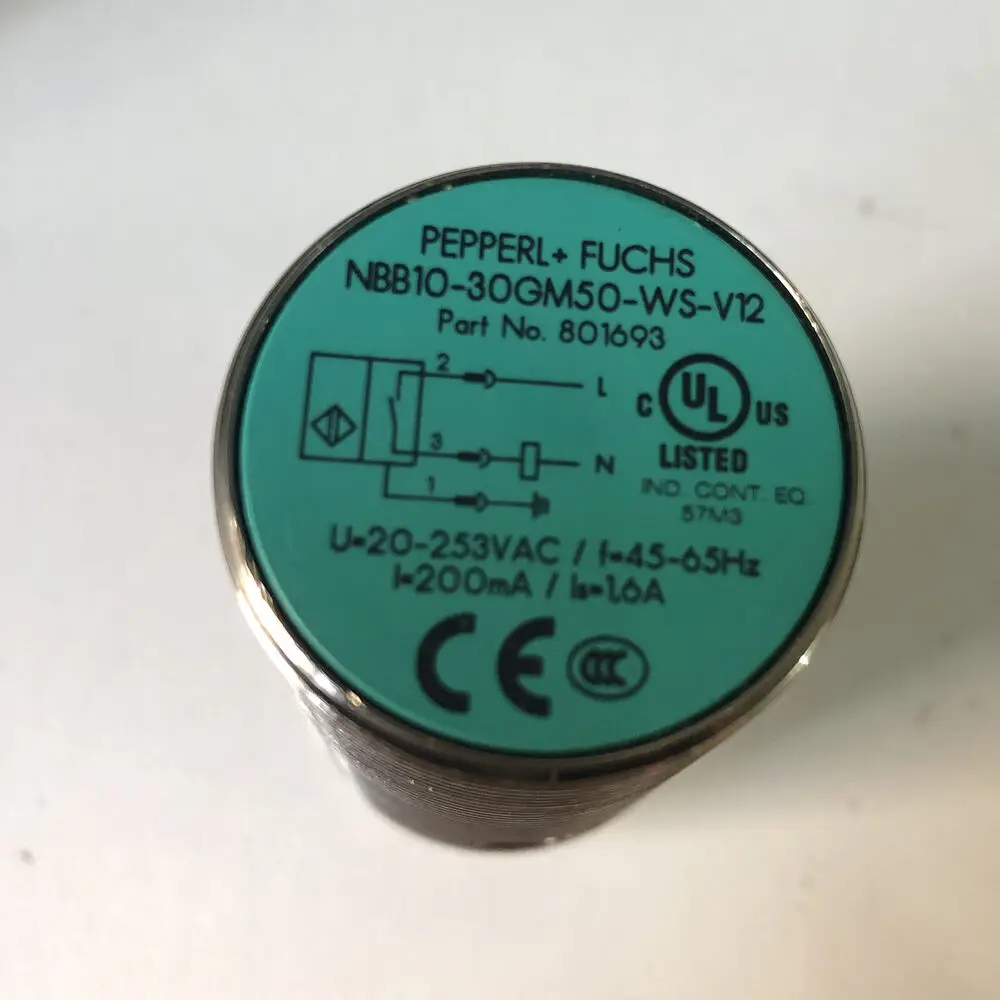 PEPPERL+ FUCHS
NBB10-30GM50-WS-V12
Part No. 801693
2 L
3 N
1
C UL US
LISTED
IND. CONT. EQ.
57M3
U=20-253VAC / f=45-65Hz
I=200mA / Is=1,6A
CE CCC